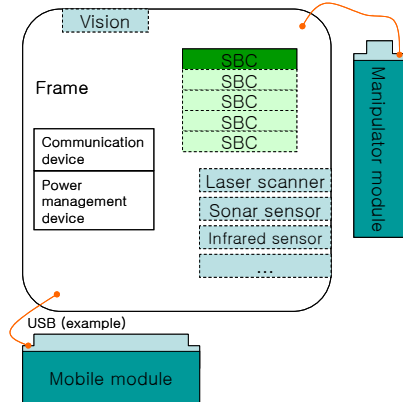 Vision
Frame
SBC
SBC
SBC
SBC
SBC
Communication
device
Power
management
device
Laser scanner
Sonar sensor
Infrared sensor
...
Manipulator module
USB (example)
Mobile module